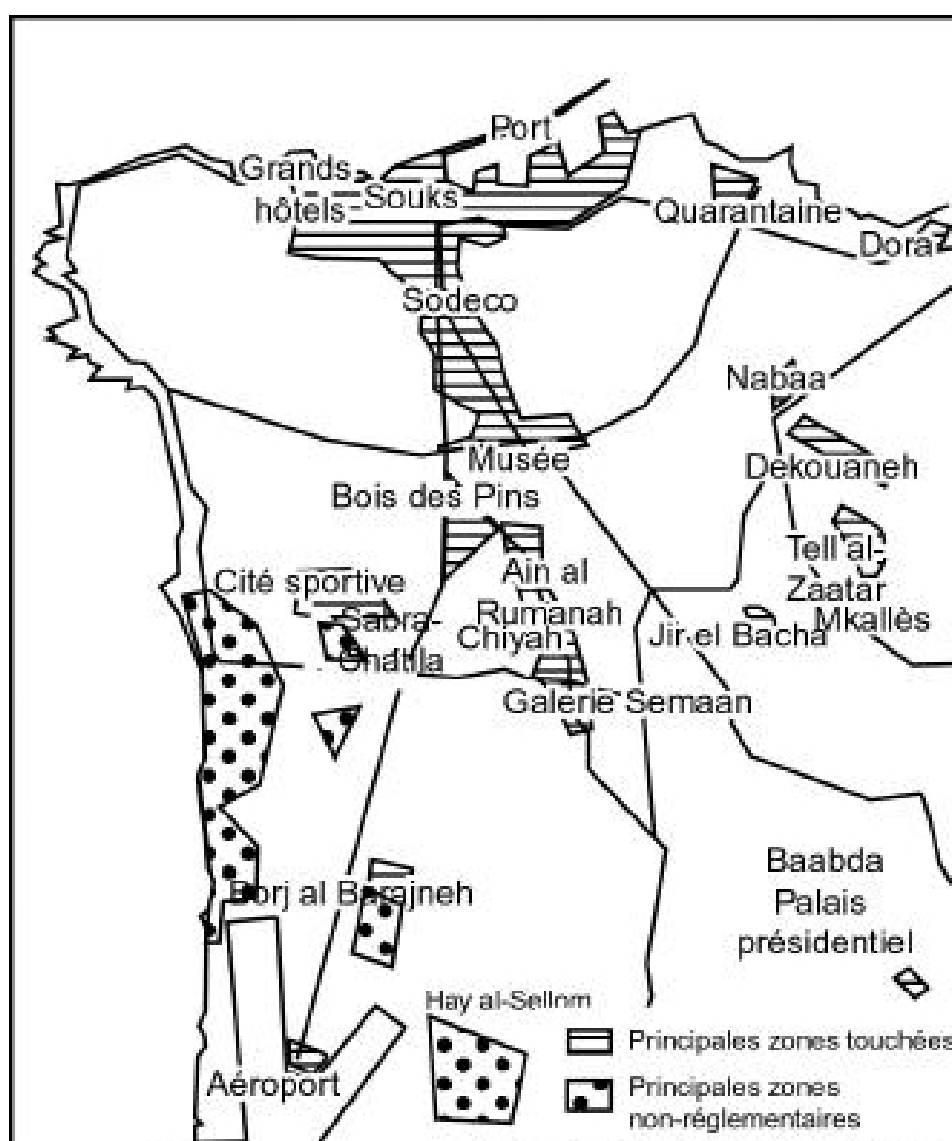 Port
Grands
hôtels
Souks
Quarantaine
Dora
Sodeco
Nabaa
Musée
Dekouaneh
Bois des Pins
Tell al-
Zaatar
Ain al
Rumanah
Cité sportive
Sabra-
Shatila
Chiyah
Jir el Bacha
Mkallès
Galerie Semaan
Baabda
Palais
présidentiel
Borj al Barajneh
Hay al-Sellom
Aéroport
Principales zones touchées
Principales zones
non-réglementaires